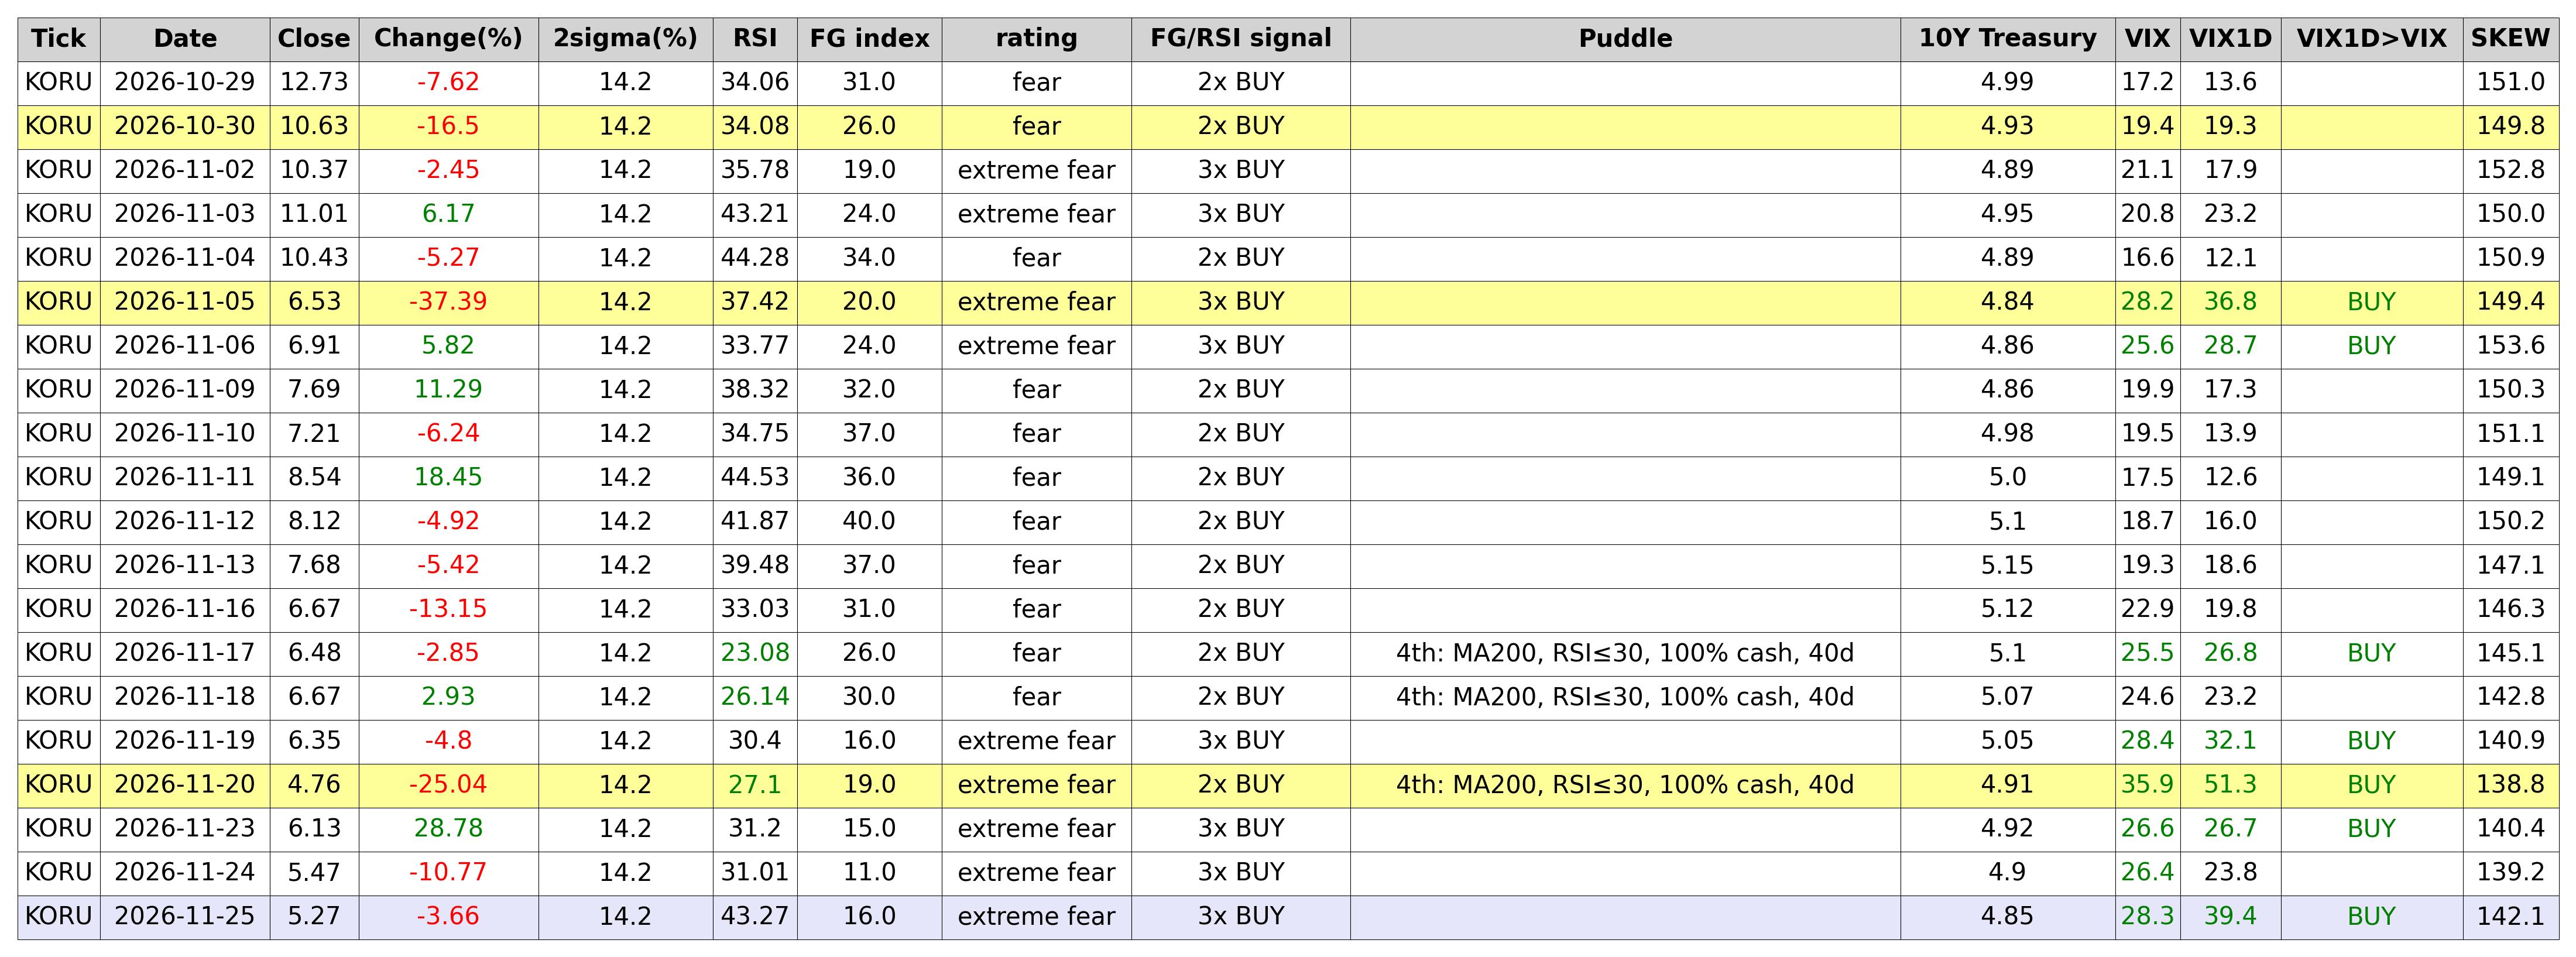 Tick Date Close Change(%) 2sigma(%) RSI FG index rating FG/RSI signal Puddle 10Y Treasury VIX VIX1D VIX1D>VIX SKEW
KORU 2026-10-29 12.73 -7.62 14.2 34.06 31.0 fear 2x BUY 4.99 17.2 13.6 151.0
KORU 2026-10-30 10.63 -16.5 14.2 34.08 26.0 fear 2x BUY 4.93 19.4 19.3 149.8
KORU 2026-11-02 10.37 -2.45 14.2 35.78 19.0 extreme fear 3x BUY 4.89 21.1 17.9 152.8
KORU 2026-11-03 11.01 6.17 14.2 43.21 24.0 extreme fear 3x BUY 4.95 20.8 23.2 150.0
KORU 2026-11-04 10.43 -5.27 14.2 44.28 34.0 fear 2x BUY 4.89 16.6 12.1 150.9
KORU 2026-11-05 6.53 -37.39 14.2 37.42 20.0 extreme fear 3x BUY 4.84 28.2 36.8 BUY 149.4
KORU 2026-11-06 6.91 5.82 14.2 33.77 24.0 extreme fear 3x BUY 4.86 25.6 28.7 BUY 153.6
KORU 2026-11-09 7.69 11.29 14.2 38.32 32.0 fear 2x BUY 4.86 19.9 17.3 150.3
KORU 2026-11-10 7.21 -6.24 14.2 34.75 37.0 fear 2x BUY 4.98 19.5 13.9 151.1
KORU 2026-11-11 8.54 18.45 14.2 44.53 36.0 fear 2x BUY 5.0 17.5 12.6 149.1
KORU 2026-11-12 8.12 -4.92 14.2 41.87 40.0 fear 2x BUY 5.1 18.7 16.0 150.2
KORU 2026-11-13 7.68 -5.42 14.2 39.48 37.0 fear 2x BUY 5.15 19.3 18.6 147.1
KORU 2026-11-16 6.67 -13.15 14.2 33.03 31.0 fear 2x BUY 5.12 22.9 19.8 146.3
KORU 2026-11-17 6.48 -2.85 14.2 23.08 26.0 fear 2x BUY 4th: MA200, RSI≤30, 100% cash, 40d 5.1 25.5 26.8 BUY 145.1
KORU 2026-11-18 6.67 2.93 14.2 26.14 30.0 fear 2x BUY 4th: MA200, RSI≤30, 100% cash, 40d 5.07 24.6 23.2 142.8
KORU 2026-11-19 6.35 -4.8 14.2 30.4 16.0 extreme fear 3x BUY 5.05 28.4 32.1 BUY 140.9
KORU 2026-11-20 4.76 -25.04 14.2 27.1 19.0 extreme fear 2x BUY 4th: MA200, RSI≤30, 100% cash, 40d 4.91 35.9 51.3 BUY 138.8
KORU 2026-11-23 6.13 28.78 14.2 31.2 15.0 extreme fear 3x BUY 4.92 26.6 26.7 BUY 140.4
KORU 2026-11-24 5.47 -10.77 14.2 31.01 11.0 extreme fear 3x BUY 4.9 26.4 23.8 139.2
KORU 2026-11-25 5.27 -3.66 14.2 43.27 16.0 extreme fear 3x BUY 4.85 28.3 39.4 BUY 142.1